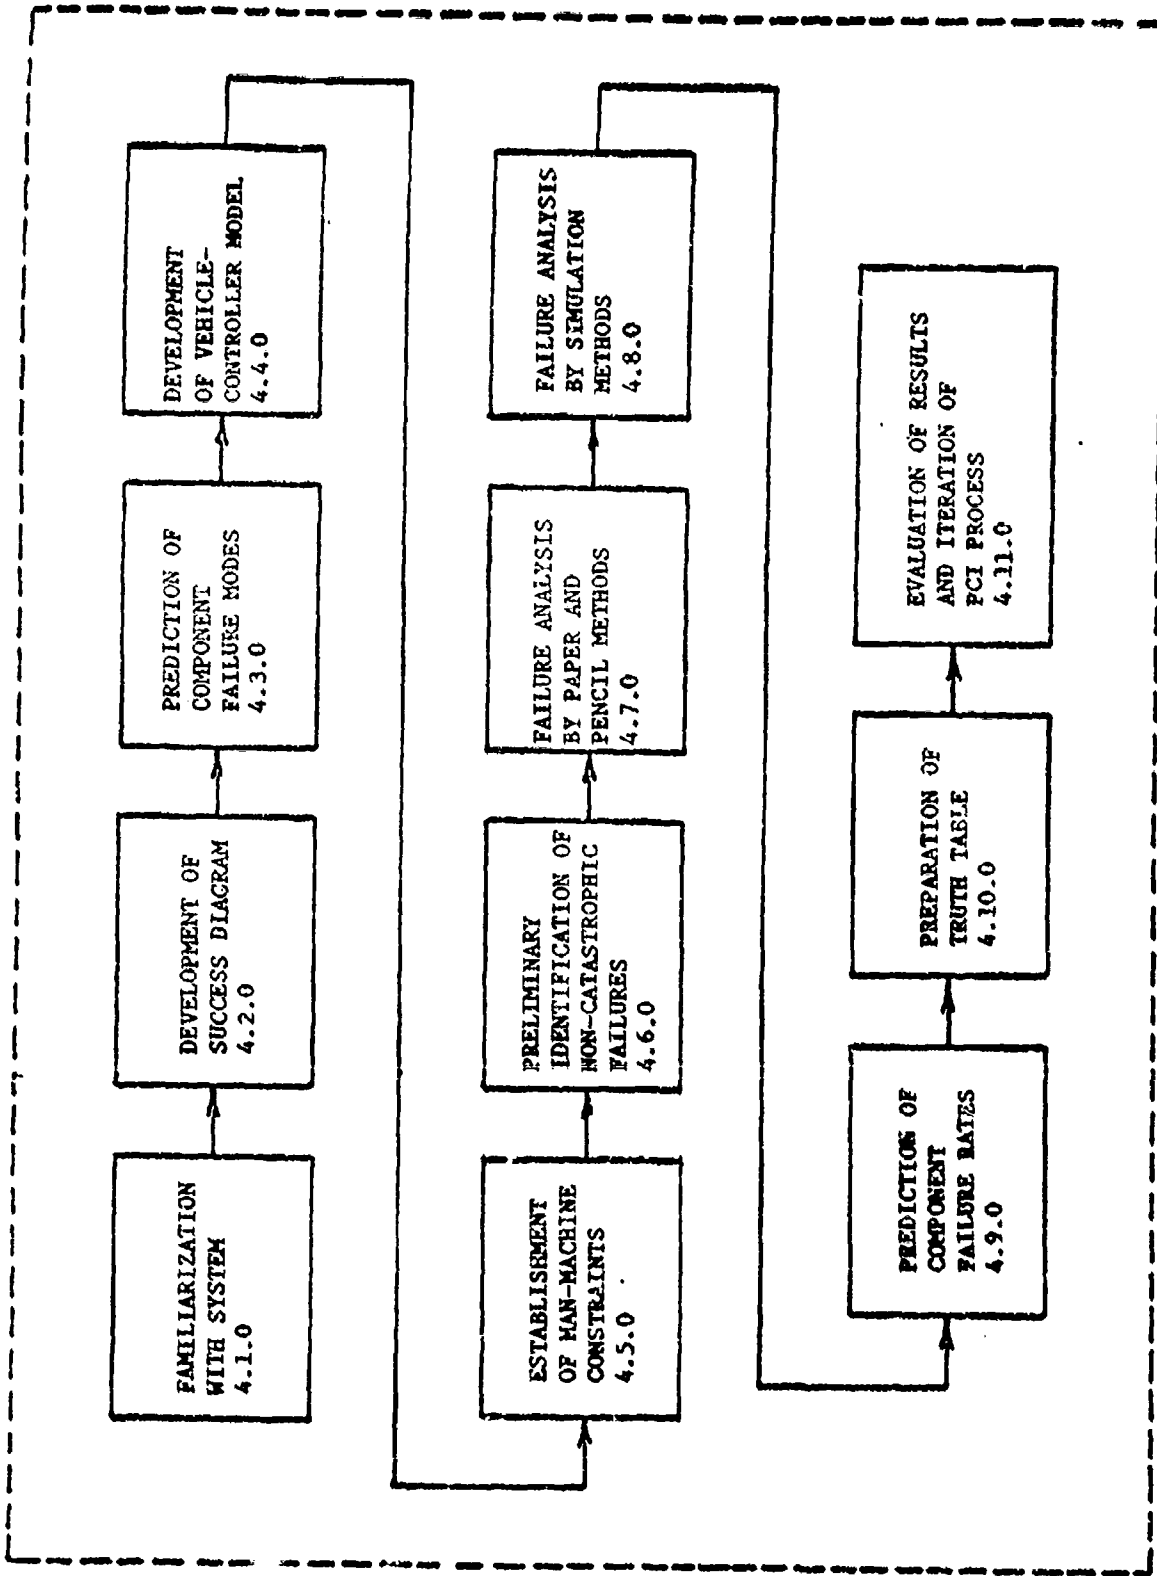 FAMILIARIZATION
WITH SYSTEM
4.1.0
DEVELOPMENT OF
SUCCESS DIAGRAM
4.2.0
PREDICTION OF
COMPONENT
FAILURE MODES
4.3.0
DEVELOPMENT
OF VEHICLE-
CONTROLLER MODEL
4.4.0
ESTABLISHMENT
OF MAN-MACHINE
CONSTRAINTS
4.5.0
PRELIMINARY
IDENTIFICATION OF
NON-CATASTROPHIC
FAILURES
4.6.0
FAILURE ANALYSIS
BY PAPER AND
PENCIL METHODS
4.7.0
FAILURE ANALYSIS
BY SIMULATION
METHODS
4.8.0
PREDICTION OF
COMPONENT
FAILURE RATES
4.9.0
PREPARATION OF
TRUTH TABLE
4.10.0
EVALUATION OF RESULTS
AND ITERATION OF
PCI PROCESS
4.11.0